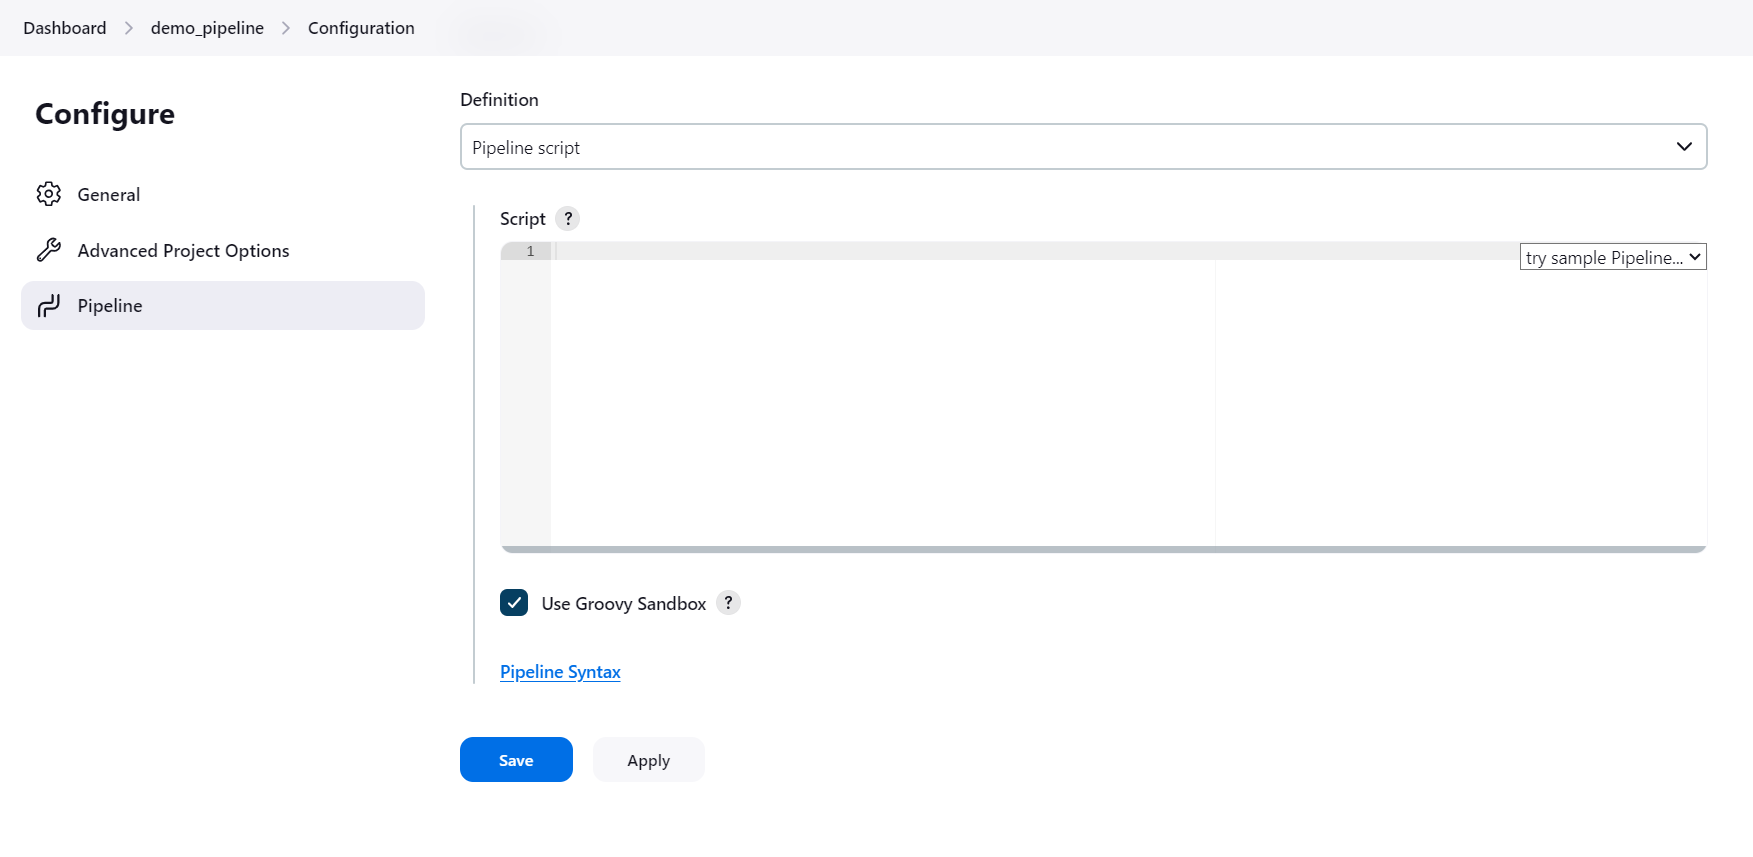 Dashboard > demo_pipeline > Configuration
Configure
General
Advanced Project Options
Pipeline
Definition
Pipeline script
Script ?
1
try sample Pipeline...
Use Groovy Sandbox ?
Pipeline Syntax
Save
Apply